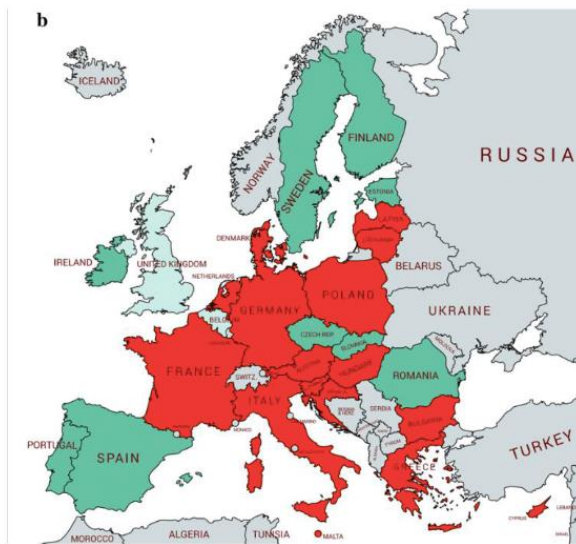 b
ICELAND
FINLAND
RUSSIA
NORWAY
SWEDEN
ESTONIA
LATVIA
DENMARK
IRELAND
UNITED KINGDOM
NETHERLANDS
BELARUS
POLAND
GERMANY
BELGIUM
UKRAINE
CZECH REP
SLOVAKIA
MOLDOVA
FRANCE
AUSTRIA
HUNGARY
SWITZ.
ROMANIA
ITALY
SERBIA
MONACO
BULGARIA
PORTUGAL
SPAIN
TURKEY
GREECE
CYPRUS
MALTA
MOROCCO
ALGERIA
TUNISIA